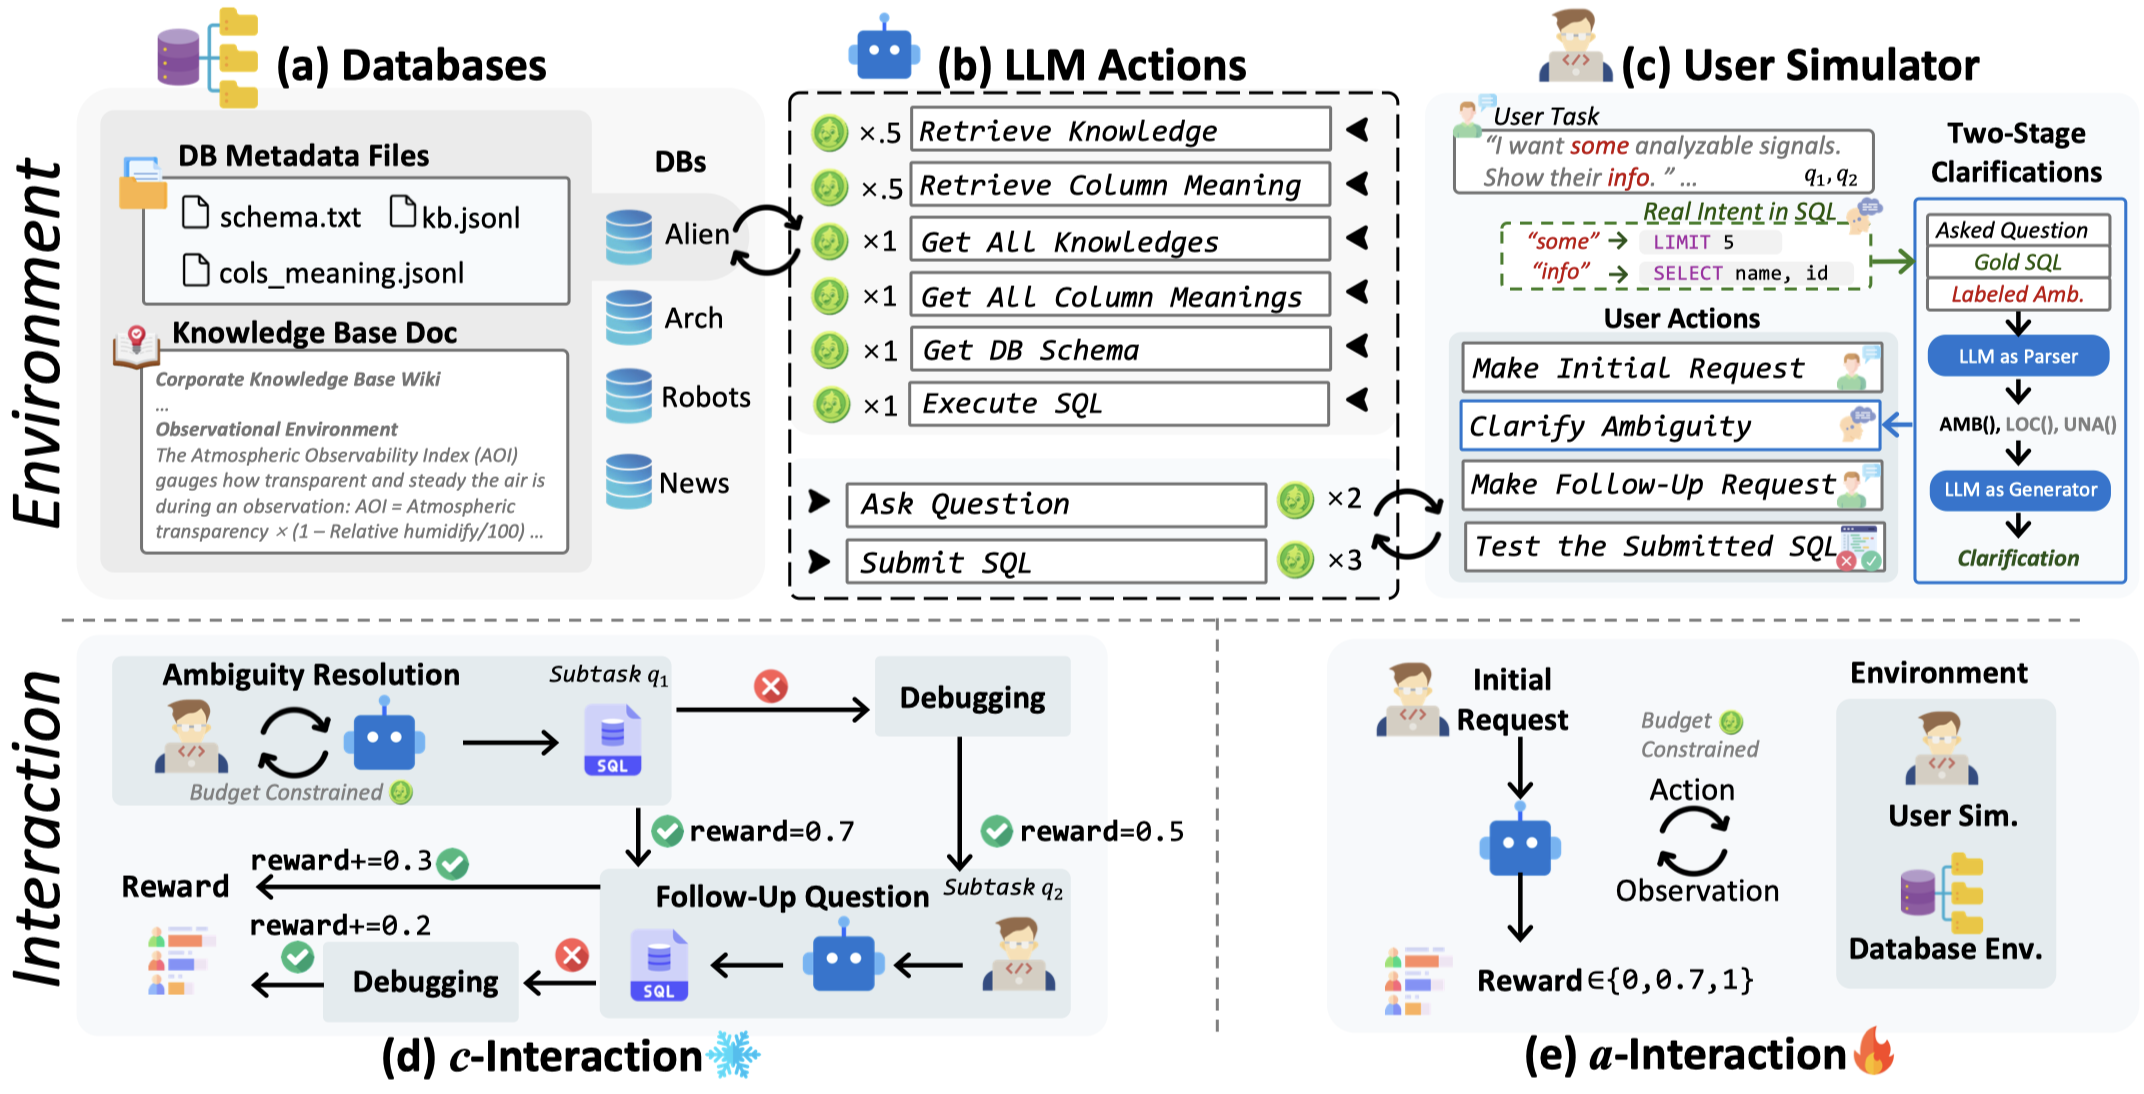 Environment
(a) Databases
DB Metadata Files
schema.txt
kb.jsonl
cols_meaning.jsonl
Knowledge Base Doc
Corporate Knowledge Base Wiki
...
Observational Environment
The Atmospheric Observability Index (AOI)
gauges how transparent and steady the air is
during an observation: AOI = Atmospheric
transparency × (1 – Relative humidify/100) ...
DBs
Alien
Arch
Robots
News
(b) LLM Actions
×.5 Retrieve Knowledge
×.5 Retrieve Column Meaning
×1 Get All Knowledges
×1 Get All Column Meanings
×1 Get DB Schema
×1 Execute SQL
Ask Question ×2
Submit SQL ×3
(c) User Simulator
User Task
“I want some analyzable signals.
Show their info. ” ... q1, q2
Real Intent in SQL
“some” → LIMIT 5
“info” → SELECT name, id
User Actions
Make Initial Request
Clarify Ambiguity
Make Follow-Up Request
Test the Submitted SQL
Two-Stage
Clarifications
Asked Question
Gold SQL
Labeled Amb.
LLM as Parser
AMB(), LOC(), UNA()
LLM as Generator
Clarification
Interaction
Ambiguity Resolution
Subtask q1
SQL
Budget Constrained
Debugging
reward=0.7
reward=0.5
reward+=0.3
Reward
reward+=0.2
Follow-Up Question
Subtask q2
SQL
Debugging
(d) c-Interaction
Initial
Request
Budget
Constrained
Action
Observation
Reward∈{0,0.7,1}
Environment
User Sim.
Database Env.
(e) a-Interaction